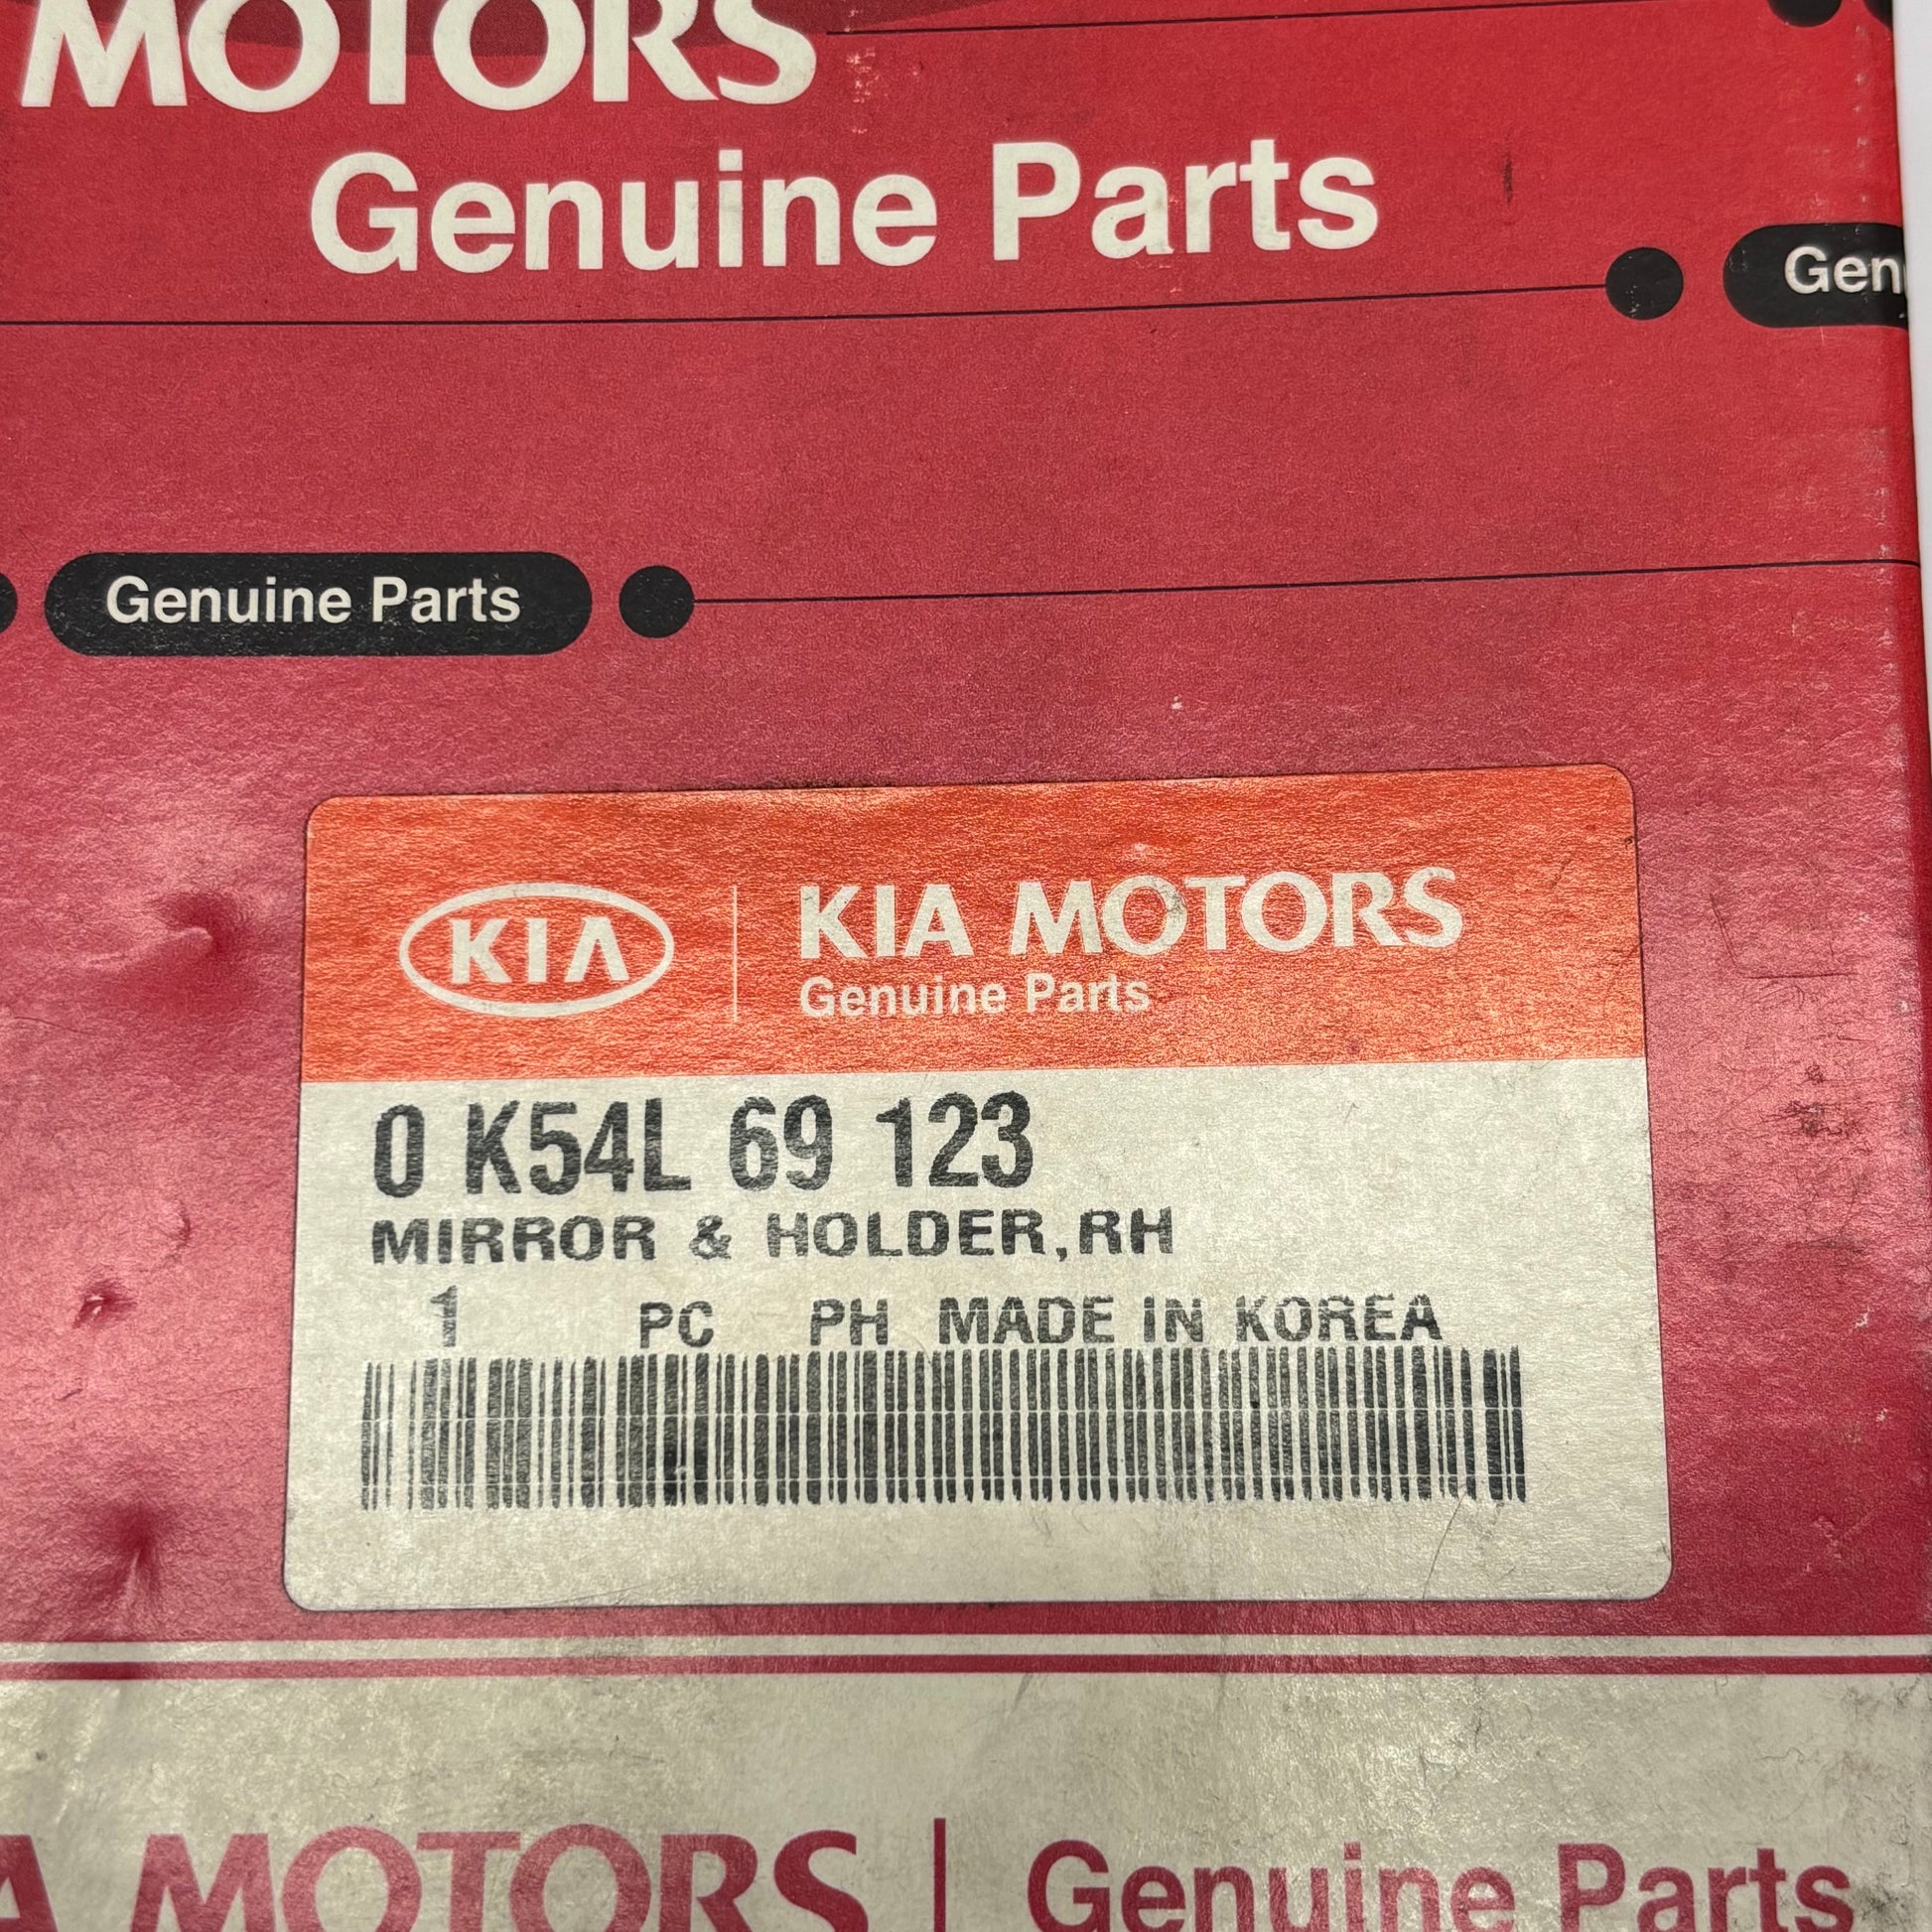 MOTORS
Genuine Parts
Gen
Genuine Parts
KIA
KIA MOTORS
Genuine Parts
0 K54L 69 123
MIRROR & HOLDER,RH
1 PC PH MADE IN KOREA
A MOTORS | Genuine Parts